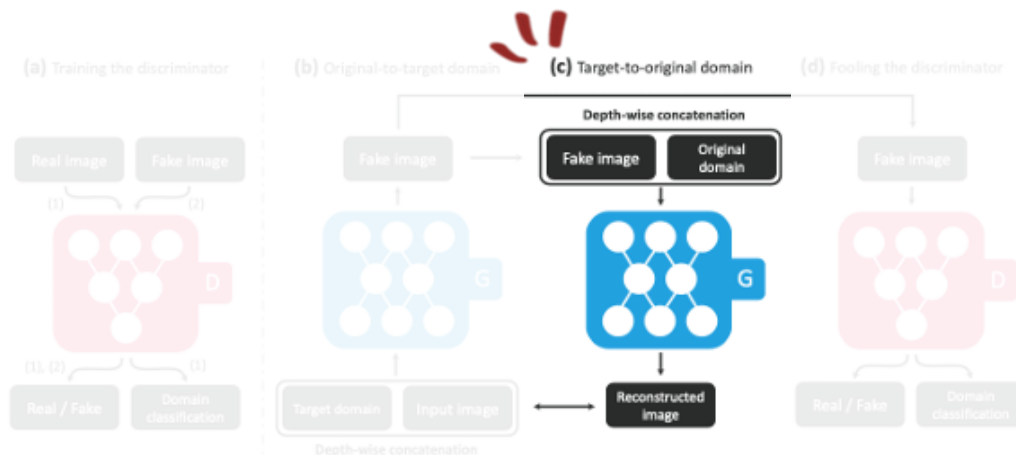 (a) Training the discriminator
(b) Original-to-target domain
(c) Target-to-original domain
(d) Fooling the discriminator
Depth-wise concatenation
Real image
Fake image
Fake image
Fake image
Original
domain
Fake image
(1)
(2)
D
G
G
D
(1), (2)
(1)
Real / Fake
Domain
classification
Target domain
Input image
Reconstructed
image
Real / Fake
Domain
classification
Depth-wise concatenation